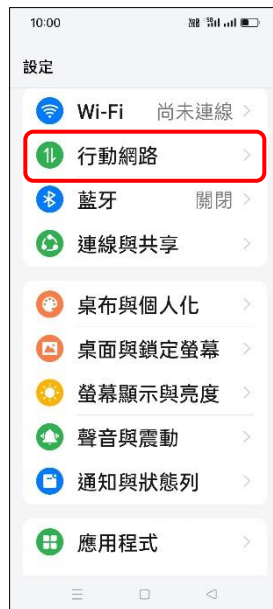 10:00
設定
Wi-Fi 尚未連線
行動網路
藍牙 關閉
連線與共享
桌布與個人化
桌面與鎖定螢幕
螢幕顯示與亮度
聲音與震動
通知與狀態列
應用程式